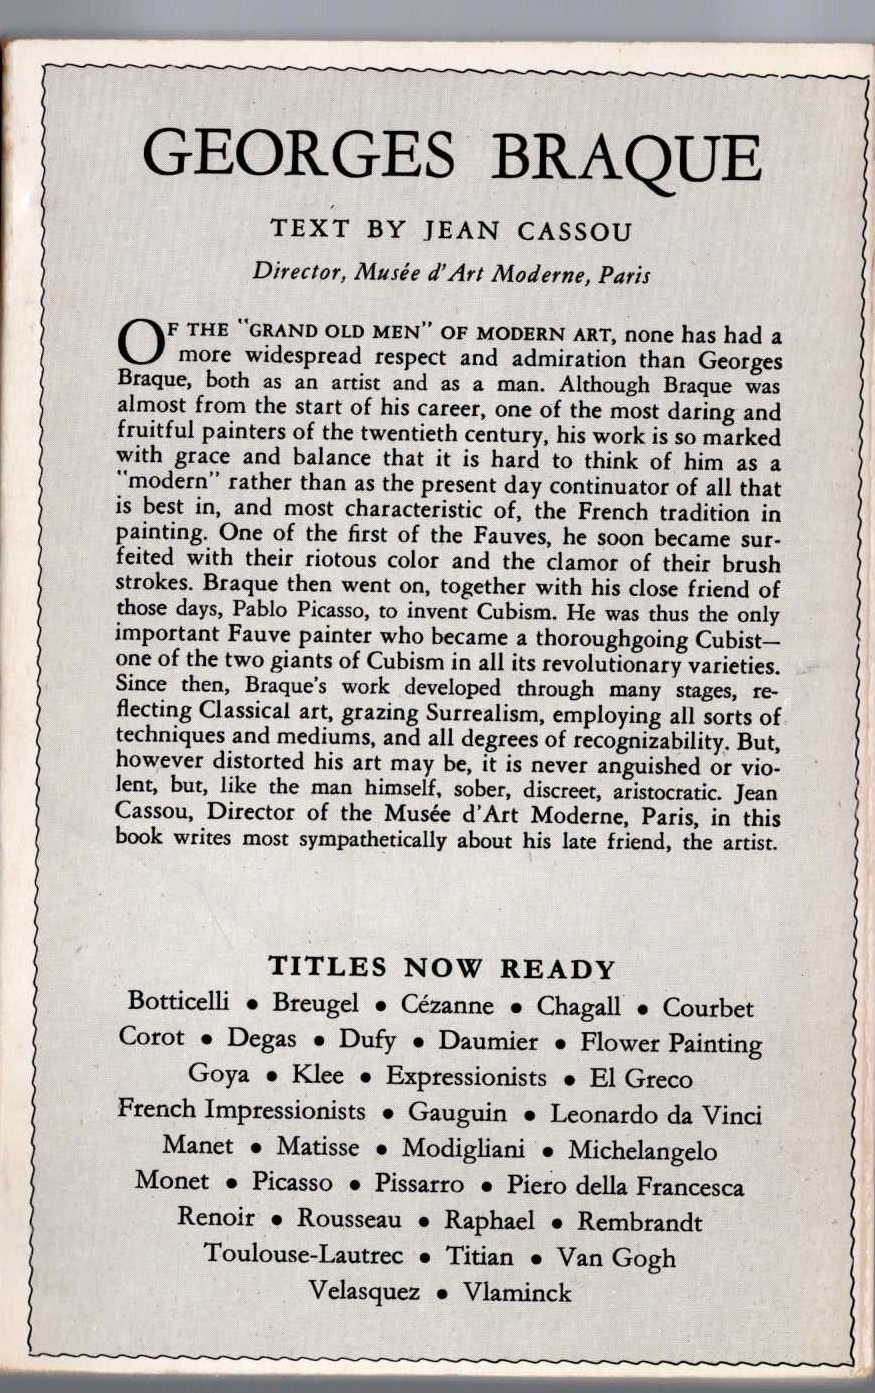 GEORGES BRAQUE
TEXT BY JEAN CASSOU
Director, Musée d'Art Moderne, Paris
OF THE "GRAND OLD MEN" OF MODERN ART, none has had a
more widespread respect and admiration than Georges
Braque, both as an artist and as a man. Although Braque was
almost from the start of his career, one of the most daring and
fruitful painters of the twentieth century, his work is so marked
with grace and balance that it is hard to think of him as a
"modern" rather than as the present day continuator of all that
is best in, and most characteristic of, the French tradition in
painting. One of the first of the Fauves, he soon became sur-
feited with their riotous color and the clamor of their brush
strokes. Braque then went on, together with his close friend of
those days, Pablo Picasso, to invent Cubism. He was thus the only
important Fauve painter who became a thoroughgoing Cubist—
one of the two giants of Cubism in all its revolutionary varieties.
Since then, Braque's work developed through many stages, re-
flecting Classical art, grazing Surrealism, employing all sorts of
techniques and mediums, and all degrees of recognizability. But,
however distorted his art may be, it is never anguished or vio-
lent, but, like the man himself, sober, discreet, aristocratic. Jean
Cassou, Director of the Musée d'Art Moderne, Paris, in this
book writes most sympathetically about his late friend, the artist.
TITLES NOW READY
Botticelli • Breugel • Cézanne • Chagall • Courbet
Corot • Degas • Dufy • Daumier • Flower Painting
Goya • Klee • Expressionists • El Greco
French Impressionists • Gauguin • Leonardo da Vinci
Manet • Matisse • Modigliani • Michelangelo
Monet • Picasso • Pissarro • Piero della Francesca
Renoir • Rousseau • Raphael • Rembrandt
Toulouse-Lautrec • Titian • Van Gogh
Velasquez • Vlaminck